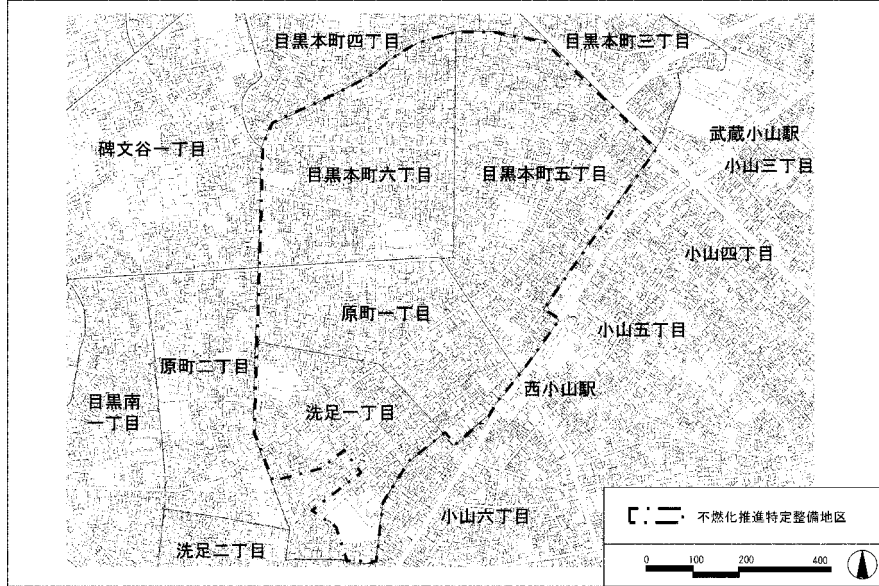 目黒本町四丁目
目黒本町三丁目
碑文谷一丁目
武蔵小山駅
小山三丁目
目黒本町六丁目
目黒本町五丁目
小山四丁目
原町一丁目
小山五丁目
原町二丁目
西小山駅
目黒南
一丁目
洗足一丁目
小山六丁目
洗足二丁目
不燃化推進特定整備地区
0 100 200 400